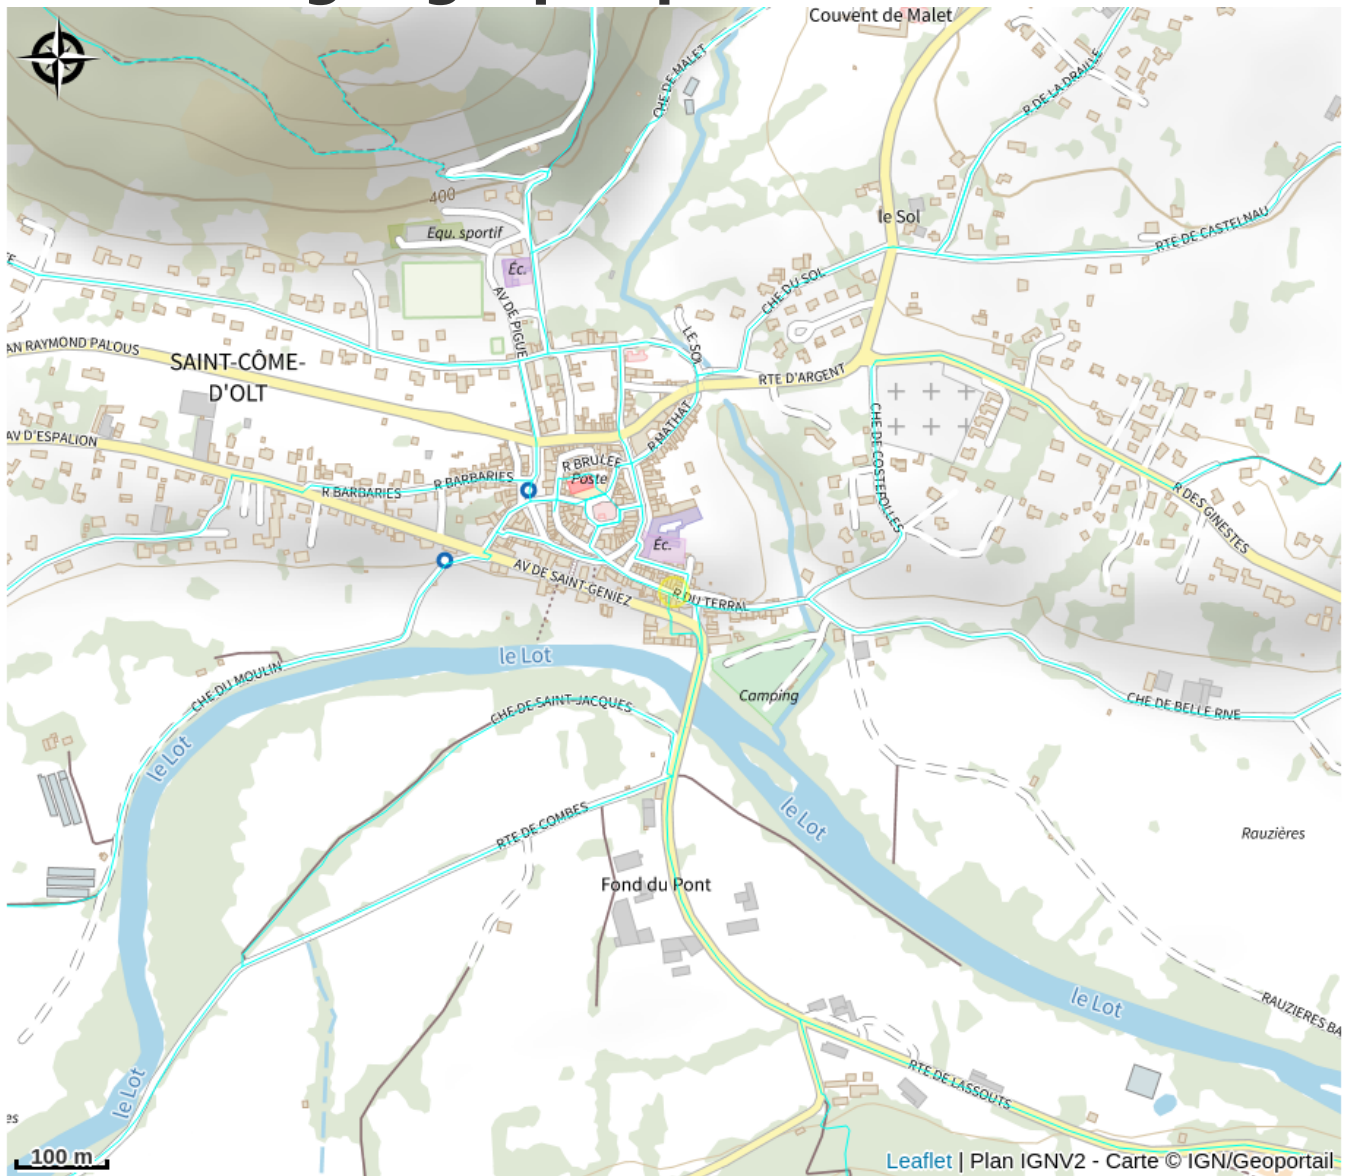 Couvent de Malet
CHE DE MALET
R DE LA DRAILLE
400
le Sol
Equ. sportif
RTE DE CASTELNAU
Éc.
CHE DU SOL
AV DE PIGUE
LE SOL
AN RAYMOND PALOUS
SAINT-CÔME-
D'OLT
RTE D'ARGENT
R MATHAT
CHE DE COSTEROLLES
AV D'ESPALION
R BRULEE
Poste
R BARBARIES
R BARBARIES
R DES GINESTES
Éc.
AV DE SAINT-GENIEZ
R DU TERRAL
le Lot
CHE DU MOULIN
Camping
CHE DE SAINT-JACQUES
CHE DE BELLE RIVE
le Lot
le Lot
RTE DE COMBES
Rauzières
Fond du Pont
le Lot
RAUZIERES BA
RTE DE LASSOUTS
le Lot
es
100 m
Leaflet | Plan IGNV2 - Carte © IGN/Geoportail